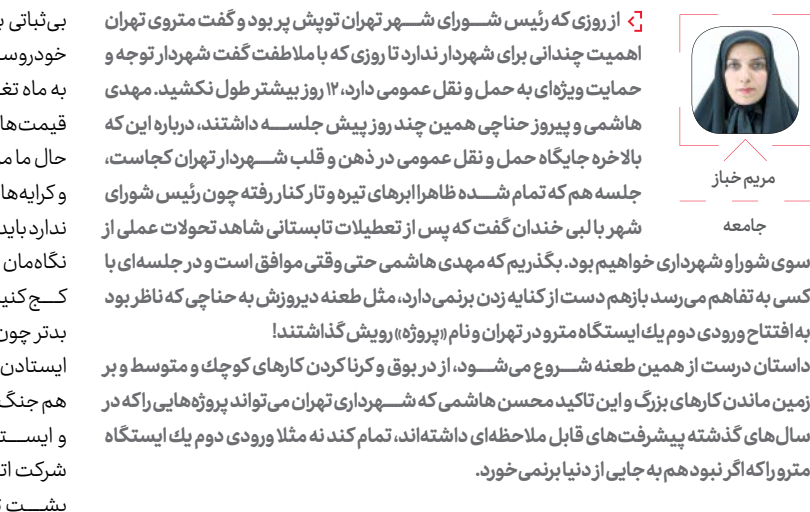 مریم خباز
جامعه
از روزی که رئیس شورای شهر تهران توپش پر بود و گفت متروی تهران
اهمیت چندانی برای شهردار ندارد تا روزی که با ملاطفت گفت شهردار توجه و
حمایت ویژه‌ای به حمل و نقل عمومی دارد، ۱۲ روز بیشتر طول نکشید. مهدی
هاشمی و پیروز حناچی همین چند روز پیش جلسه داشتند، درباره این که
بالاخره جایگاه حمل و نقل عمومی در ذهن و قلب شهردار تهران کجاست،
جلسه هم که تمام شده ظاهرا ابرهای تیره و تار کنار رفته چون رئیس شورای
شهر با لبی خندان گفت که پس از تعطیلات تابستانی شاهد تحولات عملی از
سوی شورا و شهرداری خواهیم بود. بگذریم که مهدی هاشمی حتی وقتی موافق است و در جلسه‌ای با
کسی به تفاهم می‌رسد بازهم دست از کنایه زدن برنمی‌دارد، مثل طعنه دیروزش به حناچی که ناظر بود
به افتتاح ورودی دوم یك ایستگاه مترو در تهران و نام «پروژه» رویش گذاشتند!
داستان درست از همین طعنه شروع می‌شود، از در بوق و کرنا کردن کارهای کوچك و متوسط و بر
زمین ماندن کارهای بزرگ و این تاکید محسن هاشمی که شهرداری تهران می‌تواند پروژه‌هایی را که در
سال‌های گذشته پیشرفت‌های قابل ملاحظه‌ای داشته‌اند، تمام کند نه مثلا ورودی دوم یك ایستگاه
مترو را که اگر نبود هم به جایی از دنیا برنمی‌خورد.
بی‌ثباتی
به ماه
قیمت‌ها
حال ما
و کرایه‌ها
ندارد باید
نگاه‌مان
کج کنید
بدتر چون
ایستادن
هم جنگ
شرکت